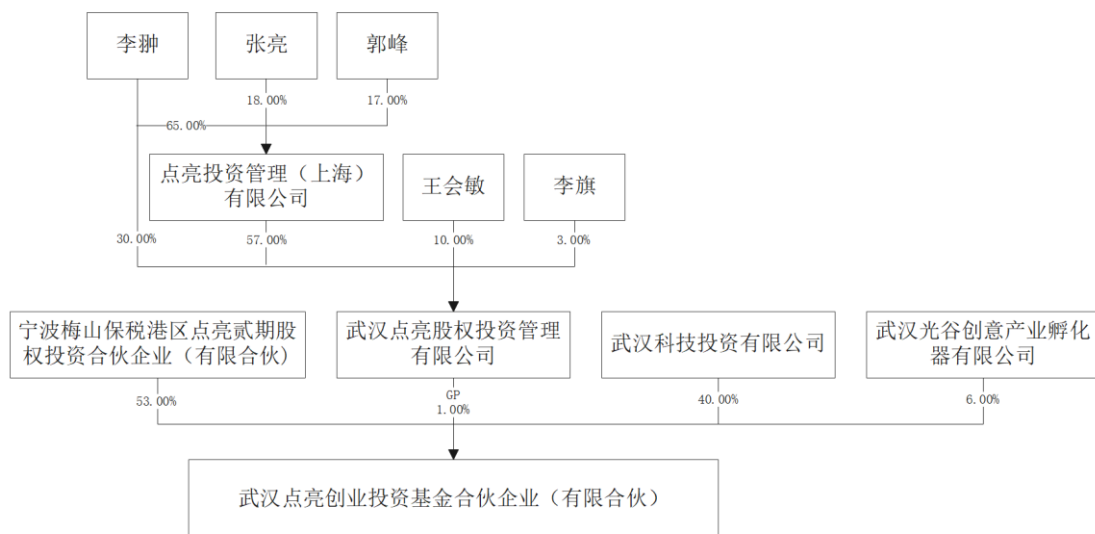 李翀
张亮
郭峰
18.00%
17.00%
65.00%
点亮投资管理（上海）
有限公司
王会敏
李旗
30.00%
57.00%
10.00%
3.00%
宁波梅山保税港区点亮贰期股
权投资合伙企业（有限合伙）
武汉点亮股权投资管理
有限公司
武汉科技投资有限公司
武汉光谷创意产业孵化
器有限公司
53.00%
GP
1.00%
40.00%
6.00%
武汉点亮创业投资基金合伙企业（有限合伙）